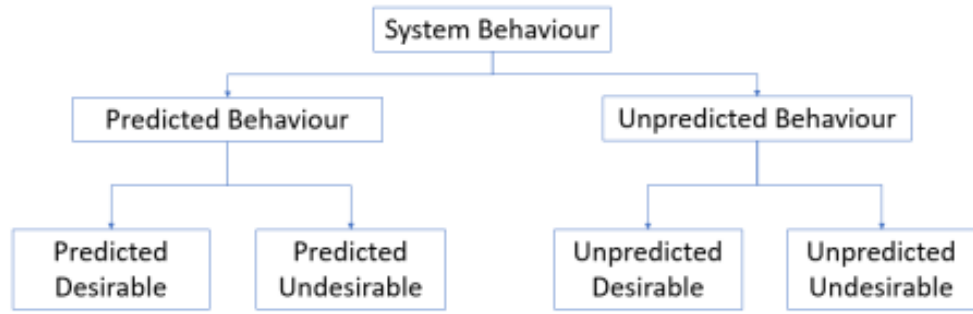 System Behaviour
Predicted Behaviour
Unpredicted Behaviour
Predicted
Desirable
Predicted
Undesirable
Unpredicted
Desirable
Unpredicted
Undesirable